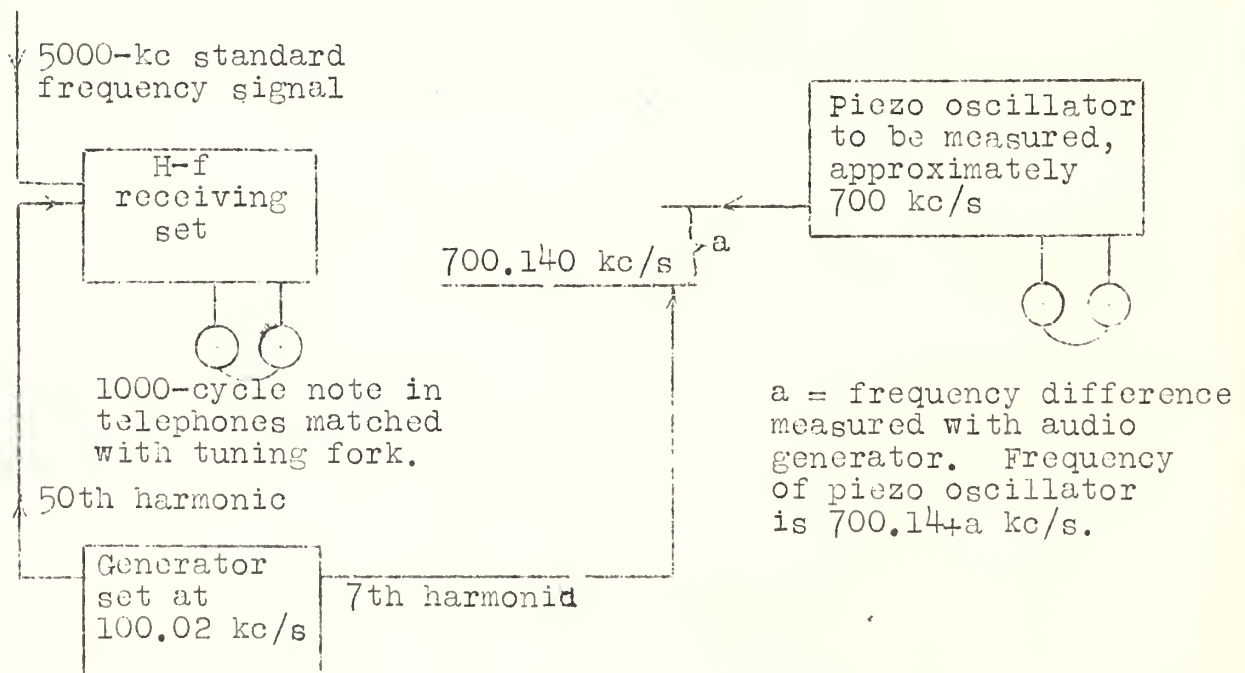 5000-kc standard
frequency signal
H-f
receiving
set
1000-cycle note in
telephones matched
with tuning fork.
50th harmonic
Generator
set at
100.02 kc/s
7th harmonid
700.140 kc/s
a
Piezo oscillator
to be measured,
approximately
700 kc/s
a = frequency difference
measured with audio
generator. Frequency
of piezo oscillator
is 700.14+a kc/s.